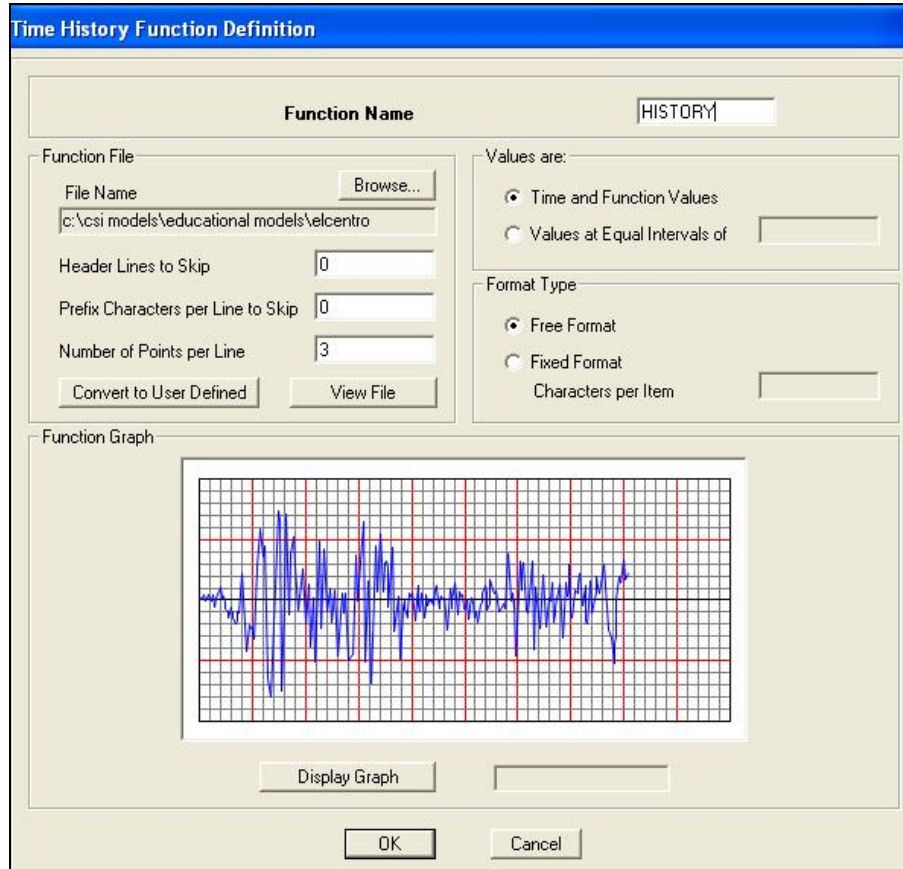 Time History Function Definition
Function Name
HISTORY
Function File
File Name
Browse...
c:\csi models\educational models\elcentro
Header Lines to Skip
0
Prefix Characters per Line to Skip
0
Number of Points per Line
3
Convert to User Defined
View File
Values are:
Time and Function Values
Values at Equal Intervals of
Format Type
Free Format
Fixed Format
Characters per Item
Function Graph
Display Graph
OK
Cancel